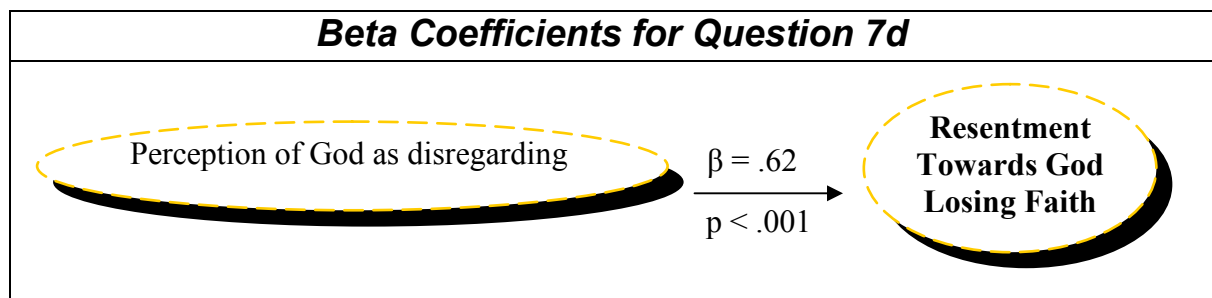 Beta Coefficients for Question 7d
Perception of God as disregarding
β = .62
p < .001
Resentment
Towards God
Losing Faith